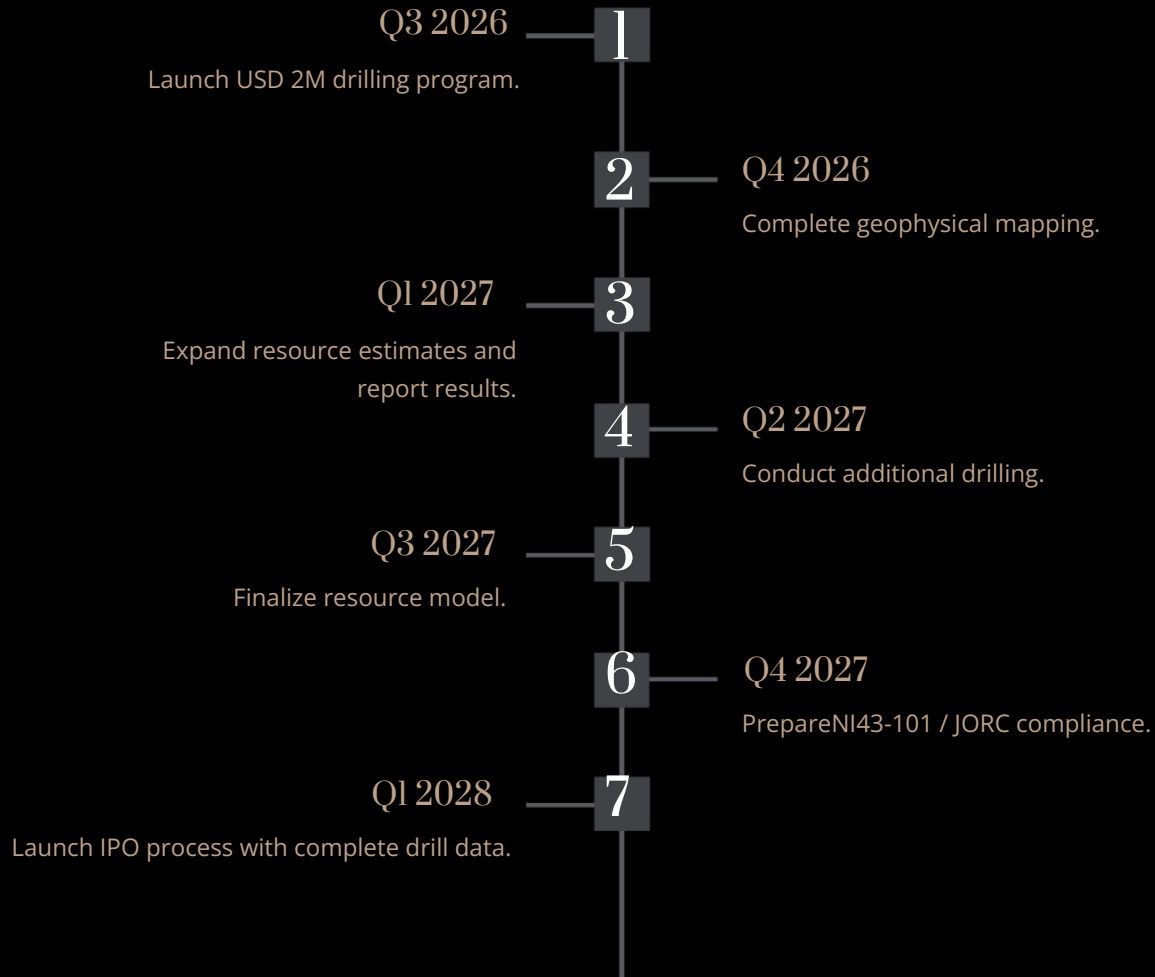 Q3 2026
1
Launch USD 2M drilling program.
2
Q4 2026
Complete geophysical mapping.
Q1 2027
3
Expand resource estimates and
report results.
4
Q2 2027
Conduct additional drilling.
Q3 2027
5
Finalize resource model.
6
Q4 2027
PrepareNI43-101 / JORC compliance.
Q1 2028
7
Launch IPO process with complete drill data.